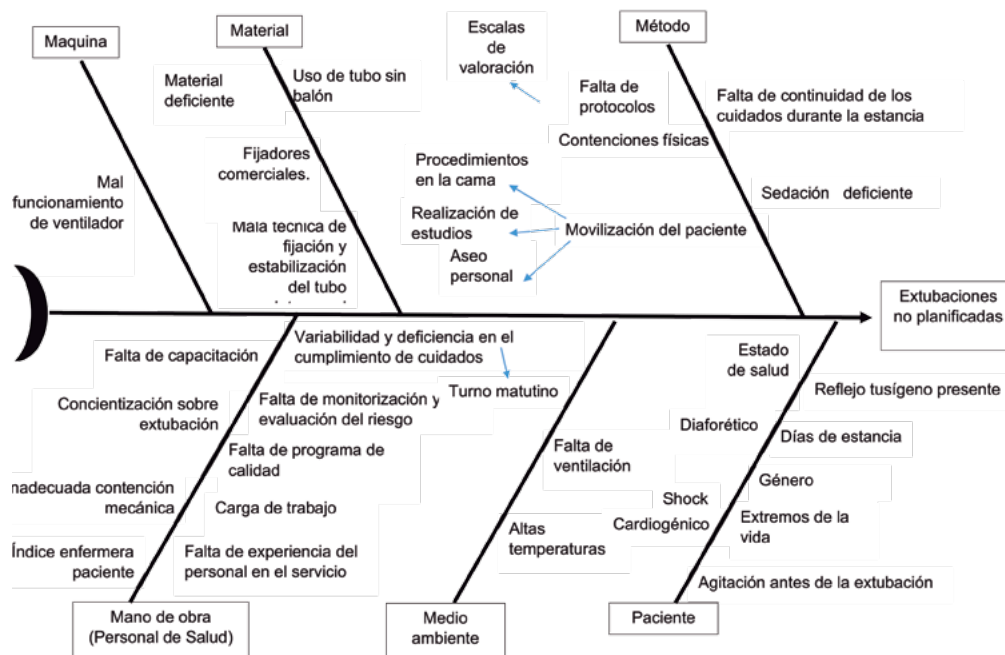 Maquina
Material
Método
Material
deficiente
Uso de tubo sin
balón
Escalas
de
valoración
Falta de
protocolos
Falta de continuidad de los
cuidados durante la estancia
Contenciones físicas
Fijadores
comerciales.
Procedimientos
en la cama
Mal
funcionamiento
de ventilador
Sedación deficiente
Realización de
estudios
Movilización del paciente
Mala técnica de
fijación y
estabilización
del tubo
Aseo
personal
Extubaciones
no planificadas
Falta de capacitación
Variabilidad y deficiencia en el
cumplimiento de cuidados
Turno matutino
Estado
de salud
Reflejo tusígeno presente
Concientización sobre
extubación
Falta de monitorización y
evaluación del riesgo
Diaforético
Días de estancia
Falta de programa de
calidad
Falta de
ventilación
Género
nadecuada contención
mecánica
Carga de trabajo
Shock
Cardiogénico
Extremos de la
vida
Altas
temperaturas
Índice enfermera
paciente
Falta de experiencia del
personal en el servicio
Agitación antes de la extubación
Mano de obra
(Personal de Salud)
Medio
ambiente
Paciente